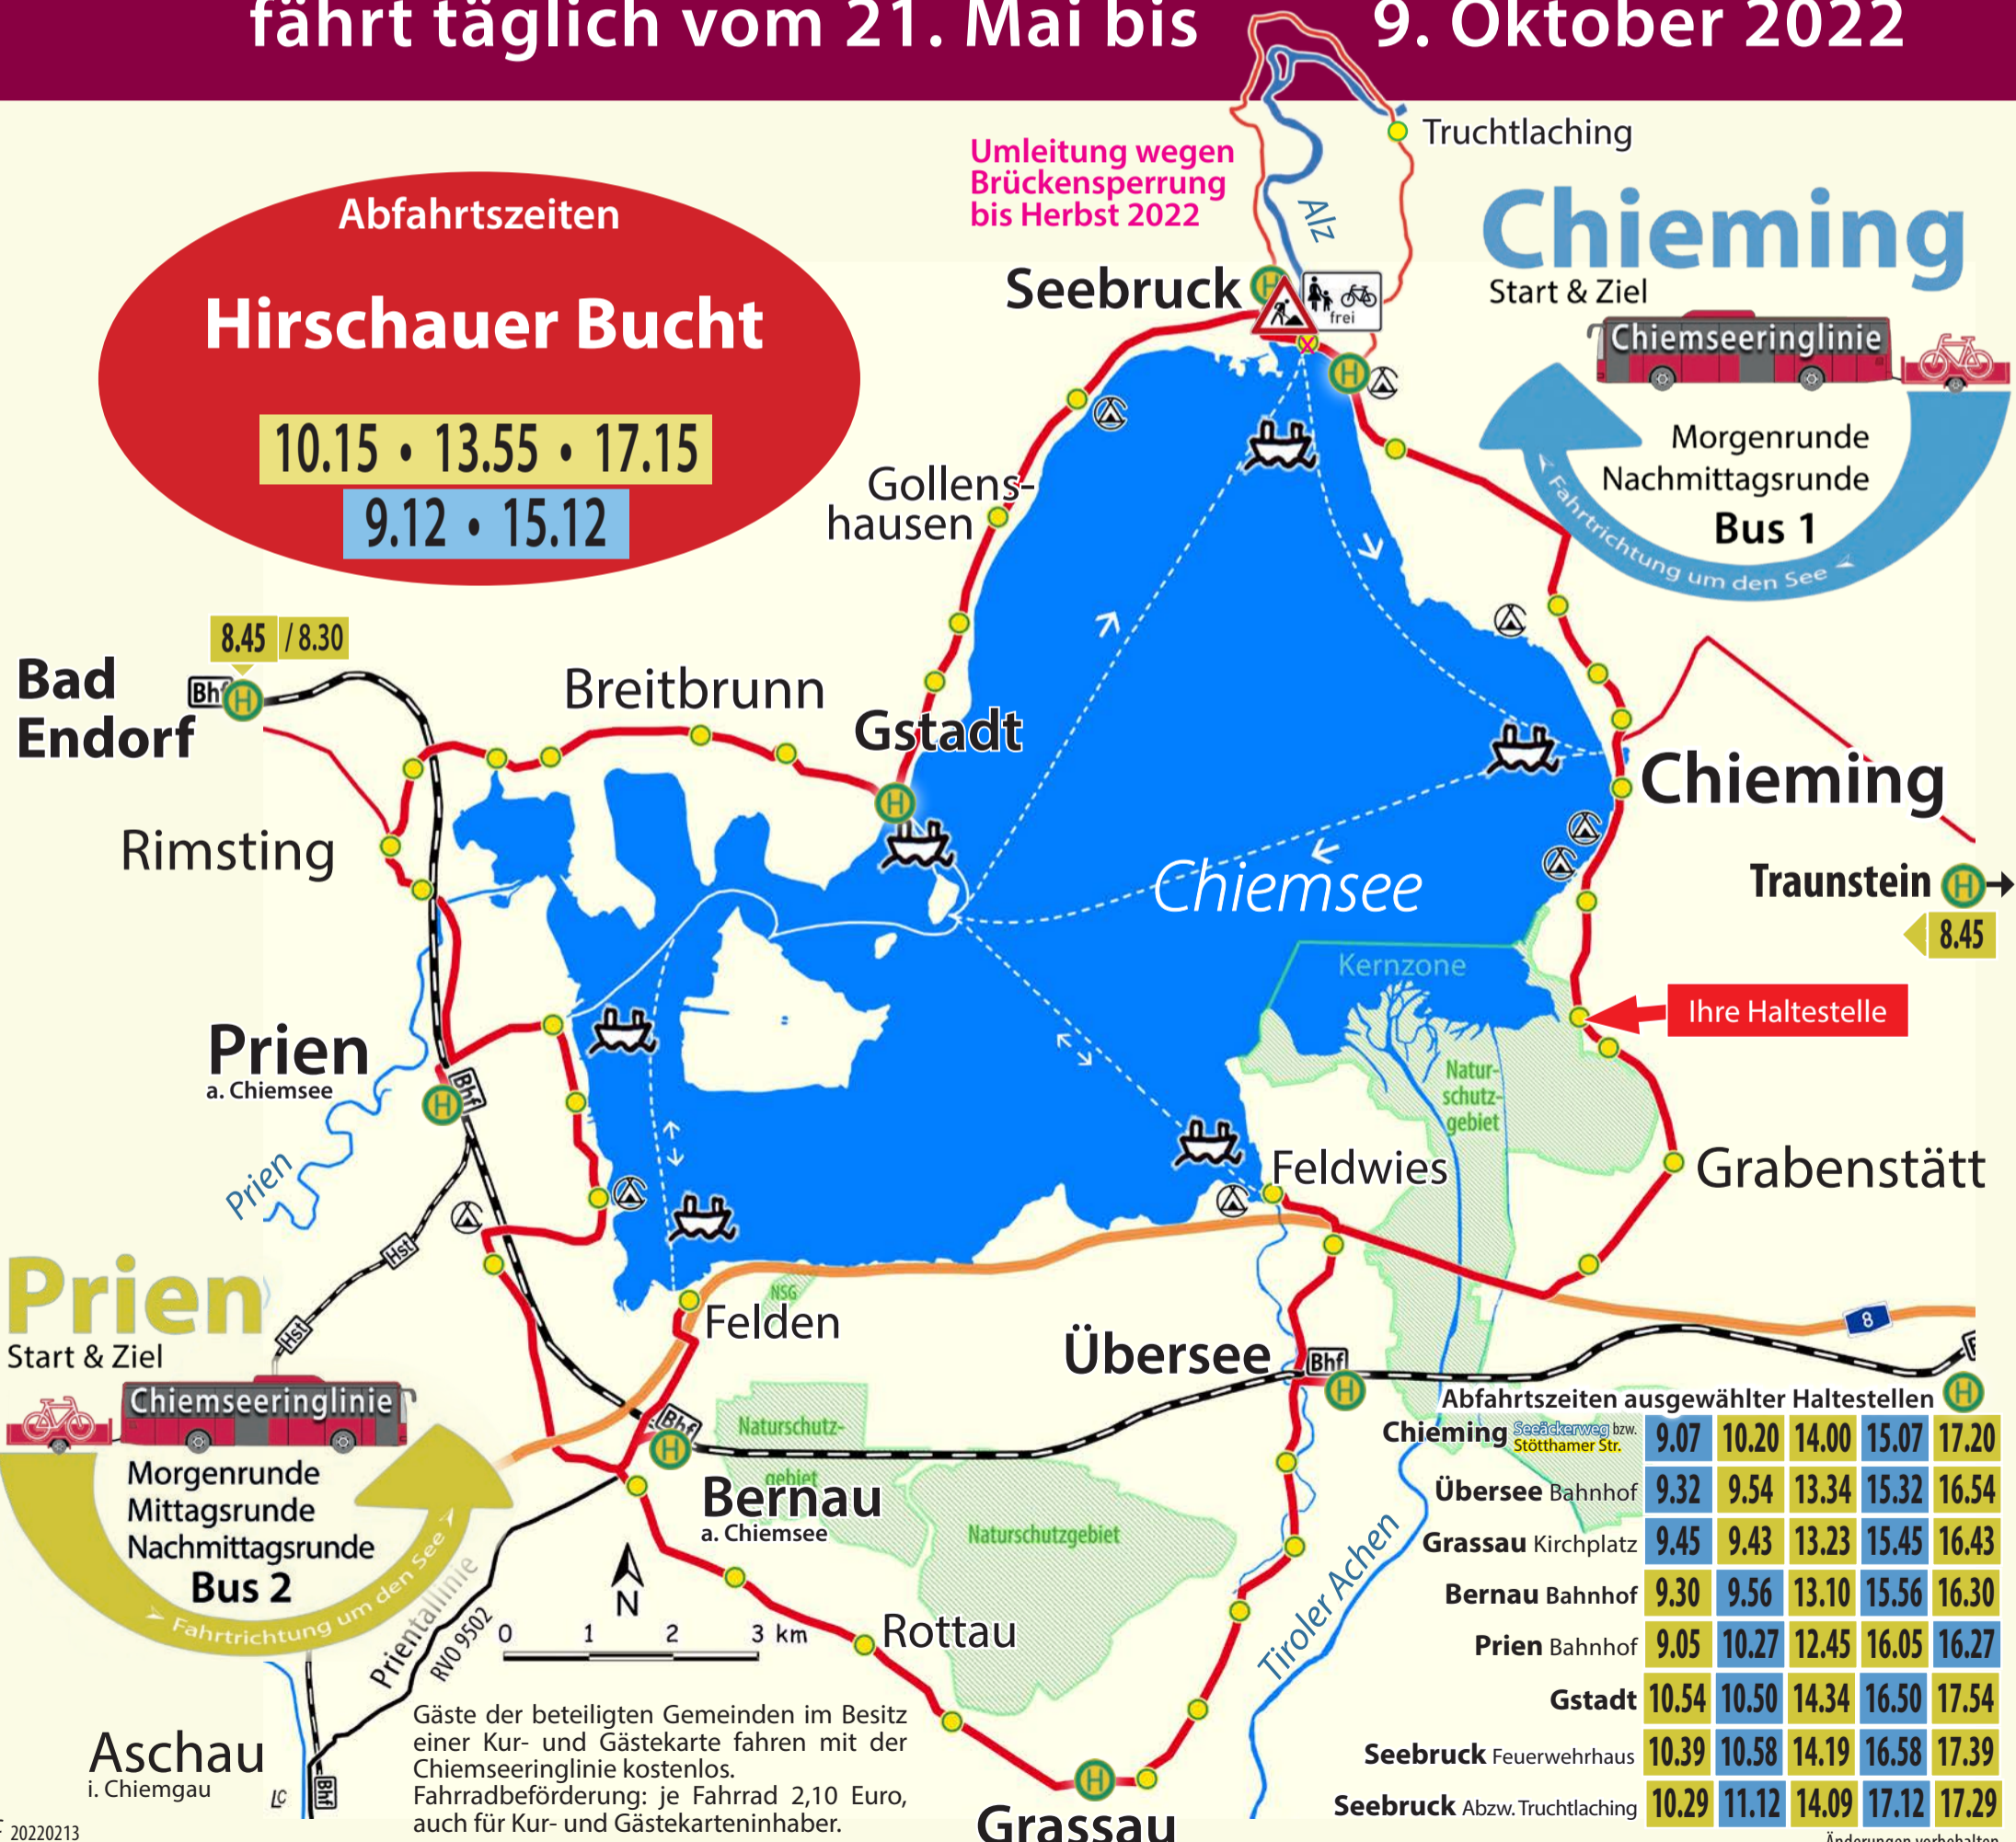 fährt täglich vom 21. Mai bis 9. Oktober 2022
Umleitung wegen
Brückensperrung
bis Herbst 2022
Truchtlaching
Alz
Abfahrtszeiten
Hirschauer Bucht
10.15 • 13.55 • 17.15
9.12 • 15.12
Seebruck
H
frei
H
Chieming
Start & Ziel
Chiemseeringlinie
Morgenrunde
Nachmittagsrunde
Bus 1
Fahrtrichtung um den See
Gollens-
hausen
8.45 / 8.30
Bad
Endorf
Bhf
H
Breitbrunn
Gstadt
H
Rimsting
Chieming
Chiemsee
Traunstein H
8.45
Kernzone
Ihre Haltestelle
Prien
a. Chiemsee
Bhf
H
Prien
Natur-
schutz-
gebiet
Feldwies
Grabenstätt
Hst
Hst
Prien
Start & Ziel
Chiemseeringlinie
Morgenrunde
Mittagsrunde
Nachmittagsrunde
Bus 2
Fahrtrichtung um den See
NSG
Felden
8
Übersee
Bhf
H
Bhf
H
Naturschutz-
gebiet
Bernau
a. Chiemsee
Naturschutzgebiet
Tiroler Achen
Prientallinie
RVO 9502
N
0 1 2 3 km
Rottau
Aschau
i. Chiemgau
LC
Bhf
Gäste der beteiligten Gemeinden im Besitz
einer Kur- und Gästekarte fahren mit der
Chiemseeringlinie kostenlos.
Fahrradbeförderung: je Fahrrad 2,10 Euro,
auch für Kur- und Gästekarteninhaber.
H
Grassau
Abfahrtszeiten ausgewählter Haltestellen H
Chieming Seeäckerweg bzw. Stötthamer Str. 9.07 10.20 14.00 15.07 17.20
Übersee Bahnhof 9.32 9.54 13.34 15.32 16.54
Grassau Kirchplatz 9.45 9.43 13.23 15.45 16.43
Bernau Bahnhof 9.30 9.56 13.10 15.56 16.30
Prien Bahnhof 9.05 10.27 12.45 16.05 16.27
Gstadt 10.54 10.50 14.34 16.50 17.54
Seebruck Feuerwehrhaus 10.39 10.58 14.19 16.58 17.39
Seebruck Abzw. Truchtlaching 10.29 11.12 14.09 17.12 17.29
20220213
Änderungen vorbehalten